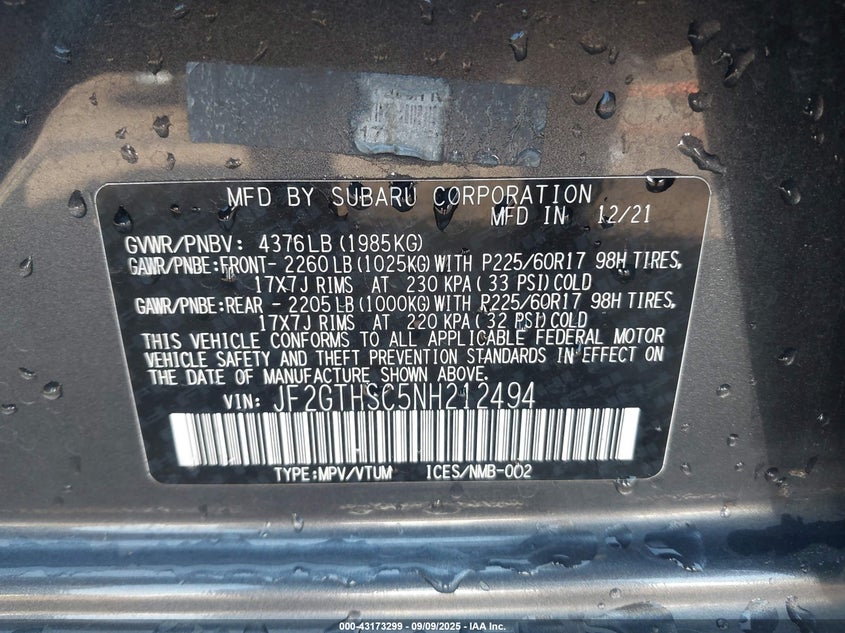 MFD BY SUBARU CORPORATION
MFD IN 12/21
GVWR/PNBV: 4376LB (1985KG)
GAWR/PNBE:FRONT- 2260LB (1025KG) WITH P225/60R17 98H TIRES,
17X7J RIMS AT 230 KPA ( 33 PSI) COLD
GAWR/PNBE:REAR - 2205LB (1000KG) WITH P225/60R17 98H TIRES,
17X7J RIMS AT 220 KPA ( 32 PSI) COLD
THIS VEHICLE CONFORMS TO ALL APPLICABLE FEDERAL MOTOR
VEHICLE SAFETY AND THEFT PREVENTION STANDARDS IN EFFECT ON
THE DATE OF MANUFACTURE SHOWN ABOVE.
VIN: JF2GTHSC5NH212494
TYPE:MPV/VTUM ICES/NMB-002
000-43173299 - 09/09/2025 - IAA Inc.